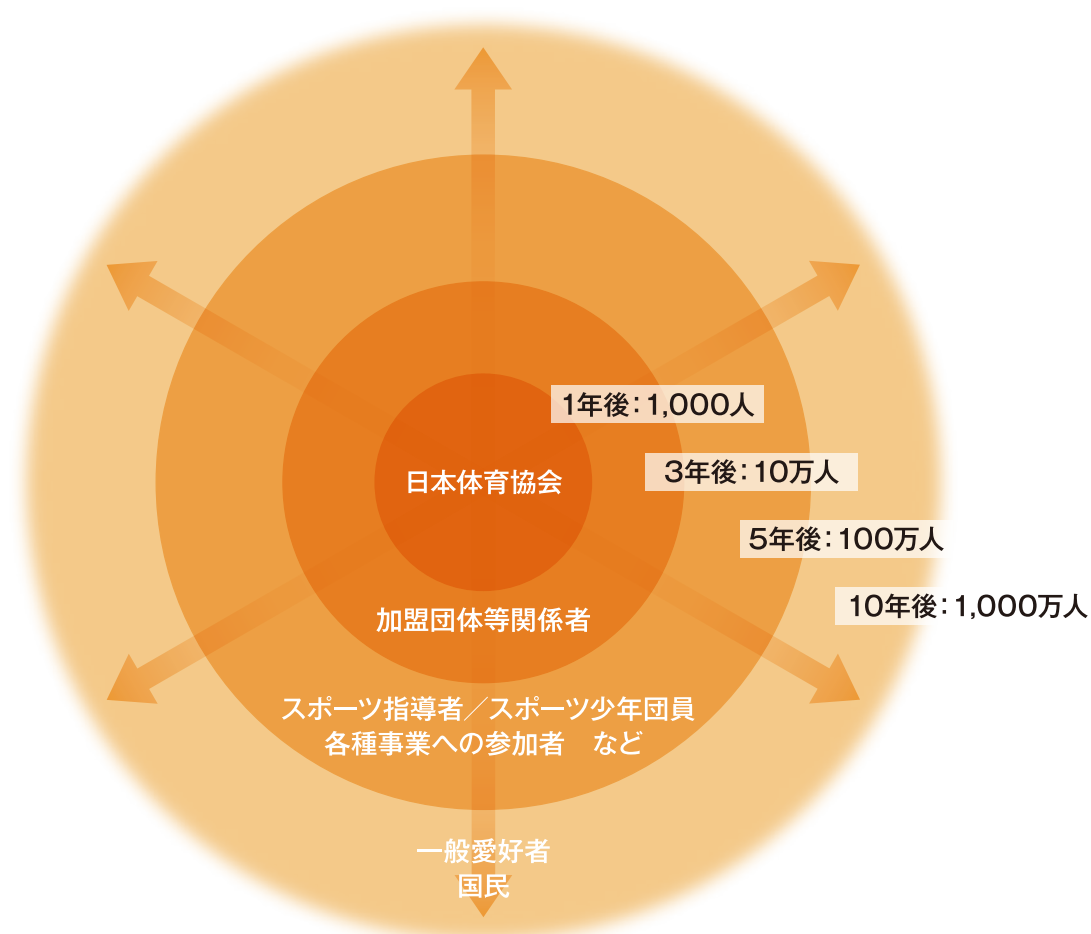 1年後：1,000人
3年後：10万人
日本体育協会
5年後：100万人
10年後：1,000万人
加盟団体等関係者
スポーツ指導者／スポーツ少年団員
各種事業への参加者　など
一般愛好者
国民